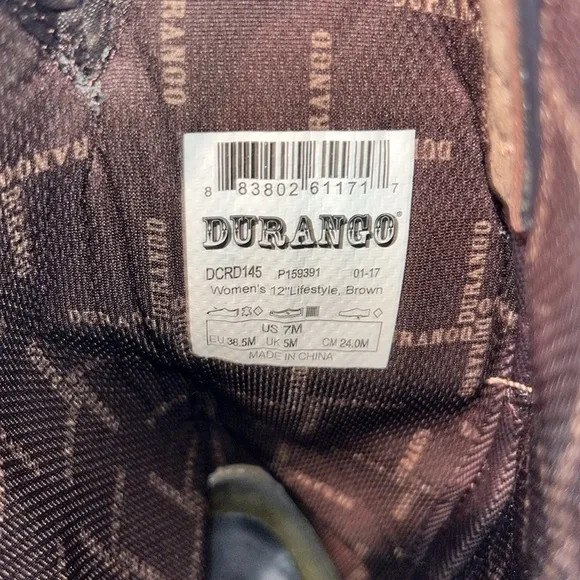 8 83802 61171 7
DURANGO®
DCRD145 P159391 01-17
Women's 12"Lifestyle, Brown
US 7M
EU 38.5M UK 5M CM 24.0M
MADE IN CHINA
DURANGO
DURANGO
DURANGO
DURANGO
DURANGO